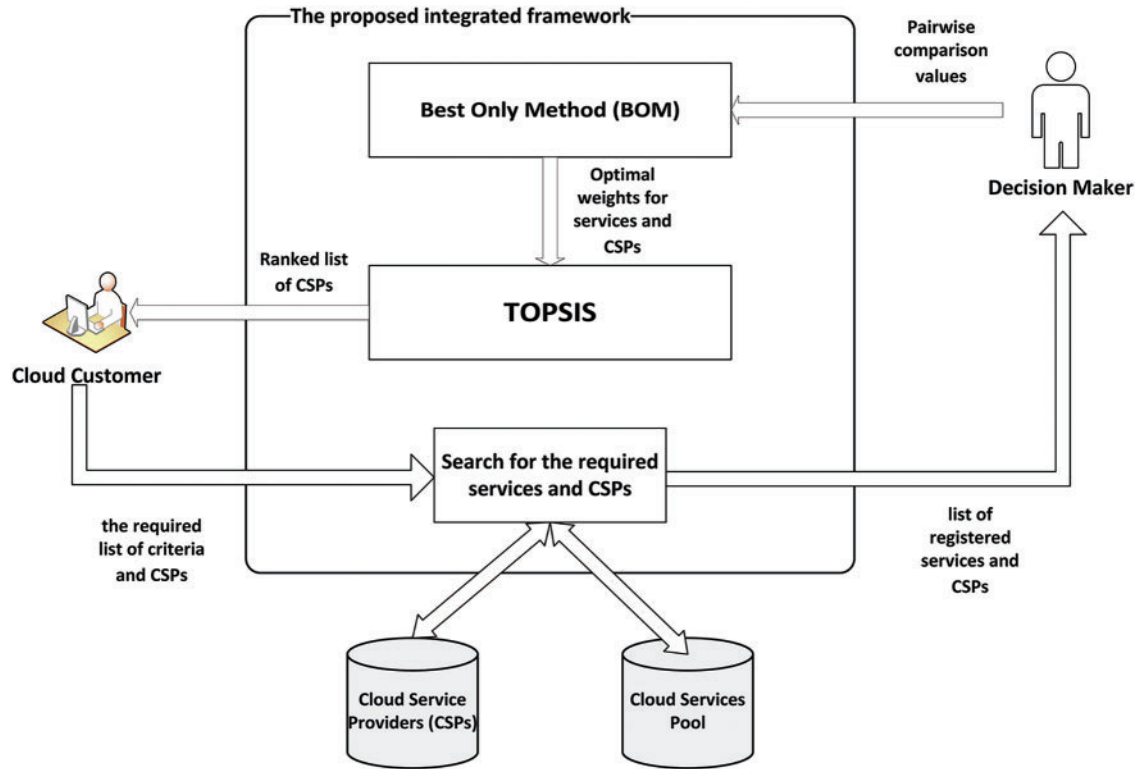 The proposed integrated framework
Pairwise
comparison
values
Best Only Method (BOM)
Decision Maker
Optimal
weights for
services and
CSPs
Ranked list
of CSPs
TOPSIS
Cloud Customer
Search for the required
services and CSPs
the required
list of criteria
and CSPs
list of
registered
services and
CSPs
Cloud Service
Providers (CSPs)
Cloud Services
Pool